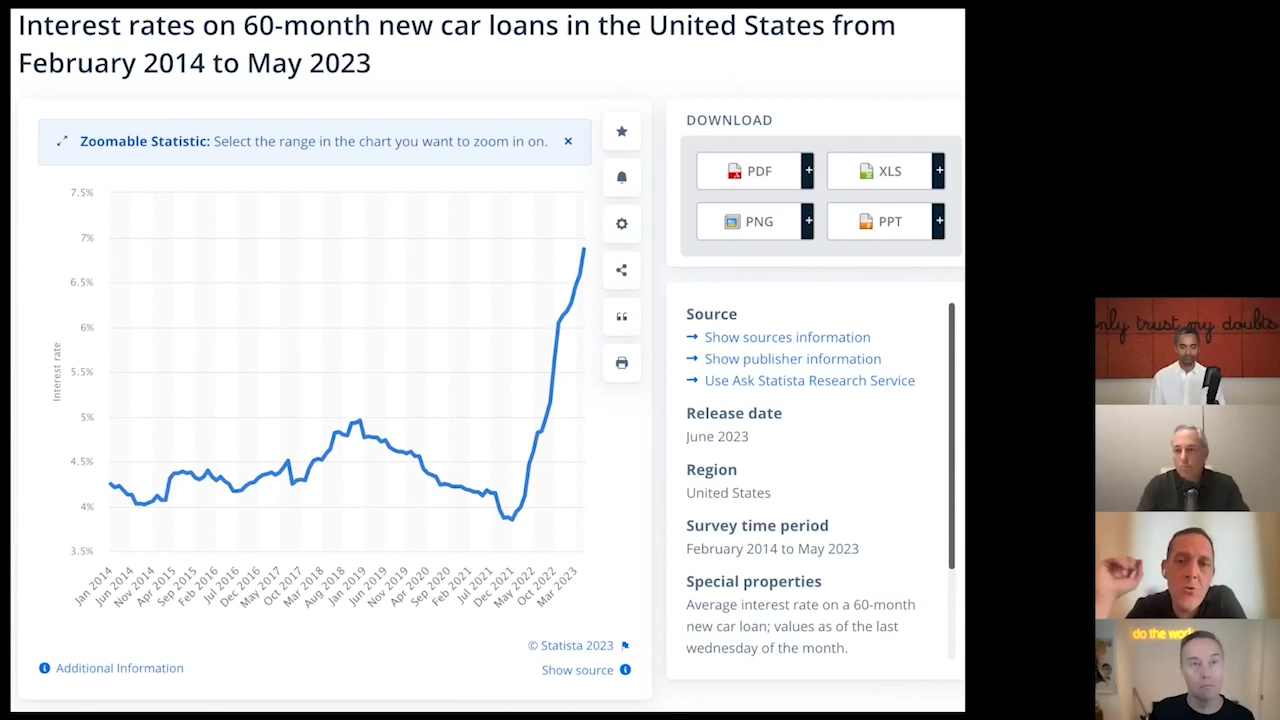 Interest rates on 60-month new car loans in the United States from
February 2014 to May 2023
Zoomable Statistic: Select the range in the chart you want to zoom in on.
DOWNLOAD
PDF
XLS
PNG
PPT
7.5%
7%
6.5%
6%
5.5%
5%
4.5%
4%
3.5%
Interest rate
Jan 2014
Jun 2014
Nov 2014
Apr 2015
Sep 2015
Feb 2016
Jul 2016
Dec 2016
May 2017
Oct 2017
Mar 2018
Aug 2018
Jan 2019
Jun 2019
Nov 2019
Apr 2020
Sep 2020
Feb 2021
Jul 2021
Dec 2021
May 2022
Oct 2022
Mar 2023
© Statista 2023
Additional Information
Show source
Source
→ Show sources information
→ Show publisher information
→ Use Ask Statista Research Service
Release date
June 2023
Region
United States
Survey time period
February 2014 to May 2023
Special properties
Average interest rate on a 60-month
new car loan; values as of the last
wednesday of the month.
only trust my doubts
do the work